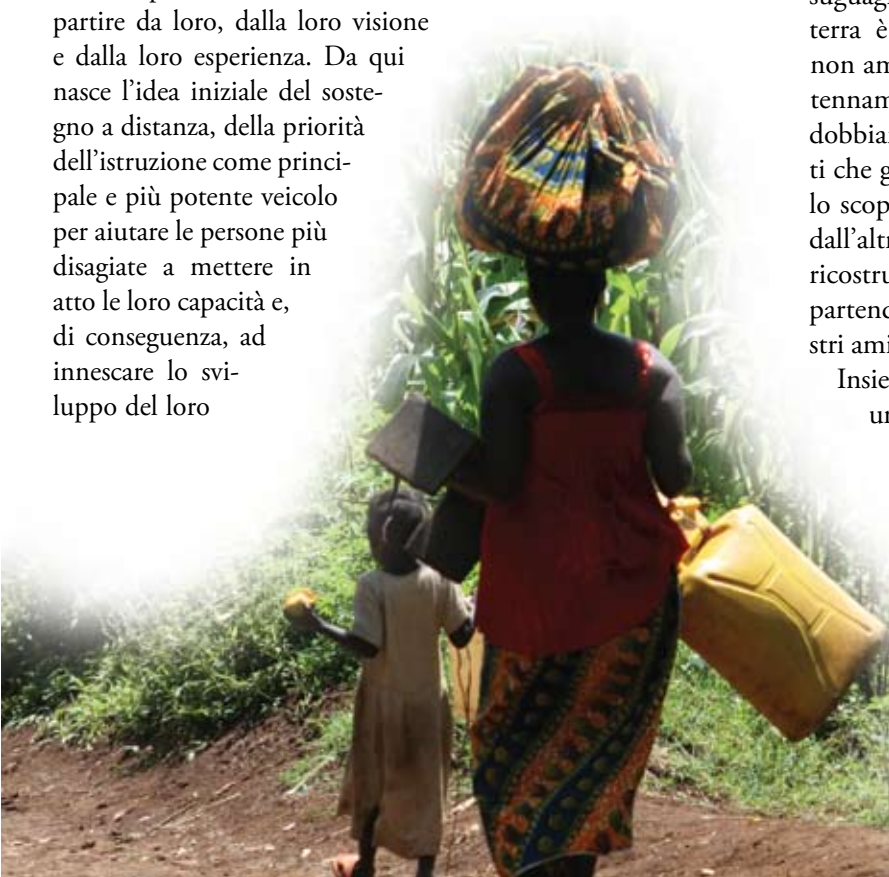 partire da loro, dalla loro visione
e dalla loro esperienza. Da qui
nasce l’idea iniziale del soste-
gno a distanza, della priorità
dell’istruzione come princi-
pale e più potente veicolo
per aiutare le persone più
disagiate a mettere in
atto le loro capacità e,
di conseguenza, ad
innescare lo svi-
luppo del loro
terra è
non am
tennam
dobbia
ti che g
lo scop
dall’altr
ricostru
partend
stri ami
Insie
un